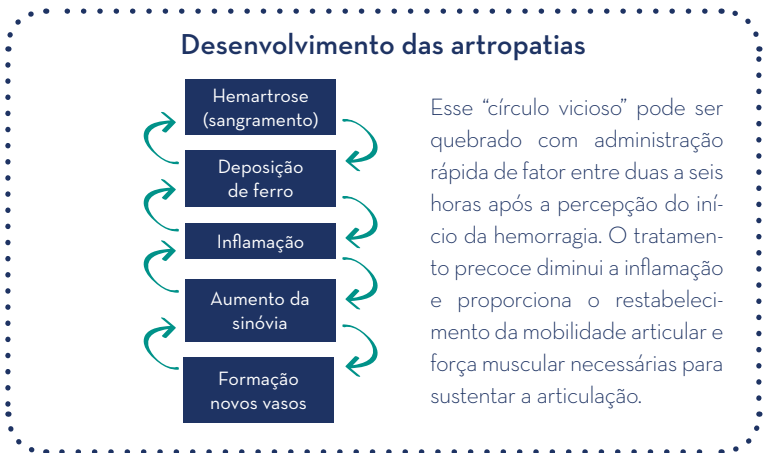 Desenvolvimento das artropatias
Hemartrose
(sangramento)
Deposição
de ferro
Inflamação
Aumento da
sinóvia
Formação
novos vasos
Esse “círculo vicioso” pode ser
quebrado com administração
rápida de fator entre duas a seis
horas após a percepção do iní-
cio da hemorragia. O tratamen-
to precoce diminui a inflamação
e proporciona o restabeleci-
mento da mobilidade articular e
força muscular necessárias para
sustentar a articulação.